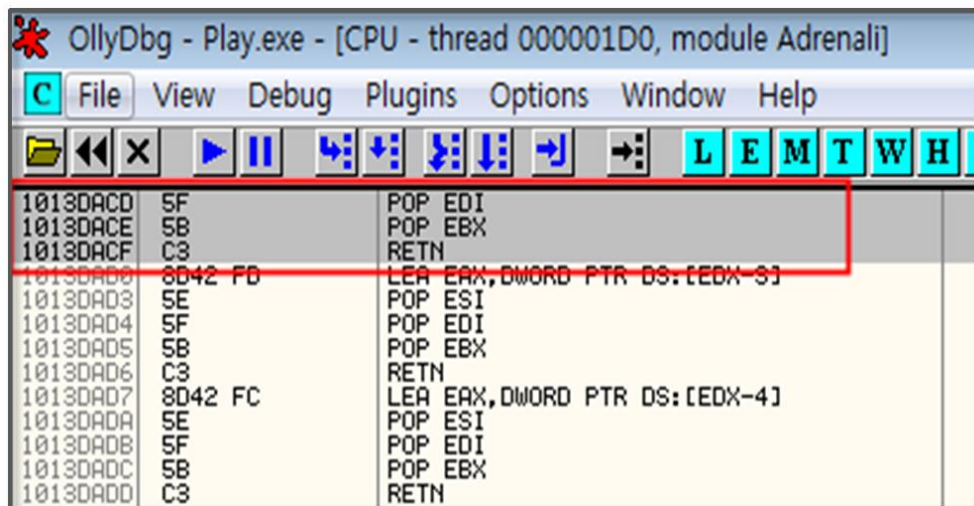 OllyDbg - Play.exe - [CPU - thread 000001D0, module Adrenali]
C File View Debug Plugins Options Window Help
L E M T W H
1013DACD 5F POP EDI
1013DACE 5B POP EBX
1013DACF C3 RETN
1013DAD0 8D42 FD LEA EAX,DWORD PTR DS:[EDX-3]
1013DAD3 5E POP ESI
1013DAD4 5F POP EDI
1013DAD5 5B POP EBX
1013DAD6 C3 RETN
1013DAD7 8D42 FC LEA EAX,DWORD PTR DS:[EDX-4]
1013DADA 5E POP ESI
1013DADB 5F POP EDI
1013DADC 5B POP EBX
1013DADD C3 RETN